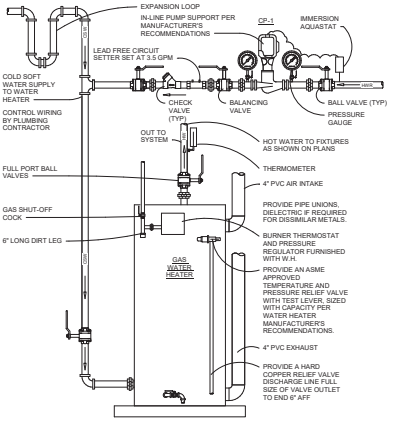 EXPANSION LOOP
IN-LINE PUMP SUPPORT PER
MANUFACTURER'S
RECOMMENDATIONS
CP-1
IMMERSION
AQUASTAT
LEAD FREE CIRCUIT
SETTER SET AT 3.5 GPM
COLD SOFT
WATER SUPPLY
TO WATER
HEATER
CONTROL WIRING
BY PLUMBING
CONTRACTOR
CHECK
VALVE
(TYP)
BALANCING
VALVE
BALL VALVE (TYP)
PRESSURE
GAUGE
OUT TO
SYSTEM
HOT WATER TO FIXTURES
AS SHOWN ON PLANS
THERMOMETER
FULL PORT BALL
VALVES
4" PVC AIR INTAKE
GAS SHUT-OFF
COCK
6" LONG DIRT LEG
PROVIDE PIPE UNIONS,
DIELECTRIC IF REQUIRED
FOR DISSIMILAR METALS.
BURNER THERMOSTAT
AND PRESSURE
REGULATOR FURNISHED
WITH W.H.
GAS
WATER
HEATER
PROVIDE AN ASME
APPROVED
TEMPERATURE AND
PRESSURE RELIEF VALVE
WITH TEST LEVER, SIZED
WITH CAPACITY PER
WATER HEATER
MANUFACTURER'S
RECOMMENDATIONS.
4" PVC EXHAUST
PROVIDE A HARD
COPPER RELIEF VALVE
DISCHARGE LINE FULL
SIZE OF VALVE OUTLET
TO END 6" AFF